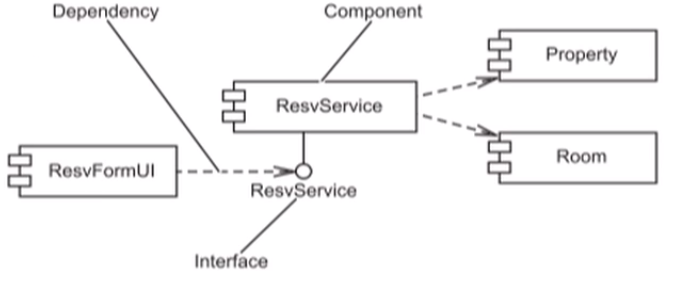 Dependency
Component
Property
ResvService
Room
ResvFormUI
ResvService
Interface